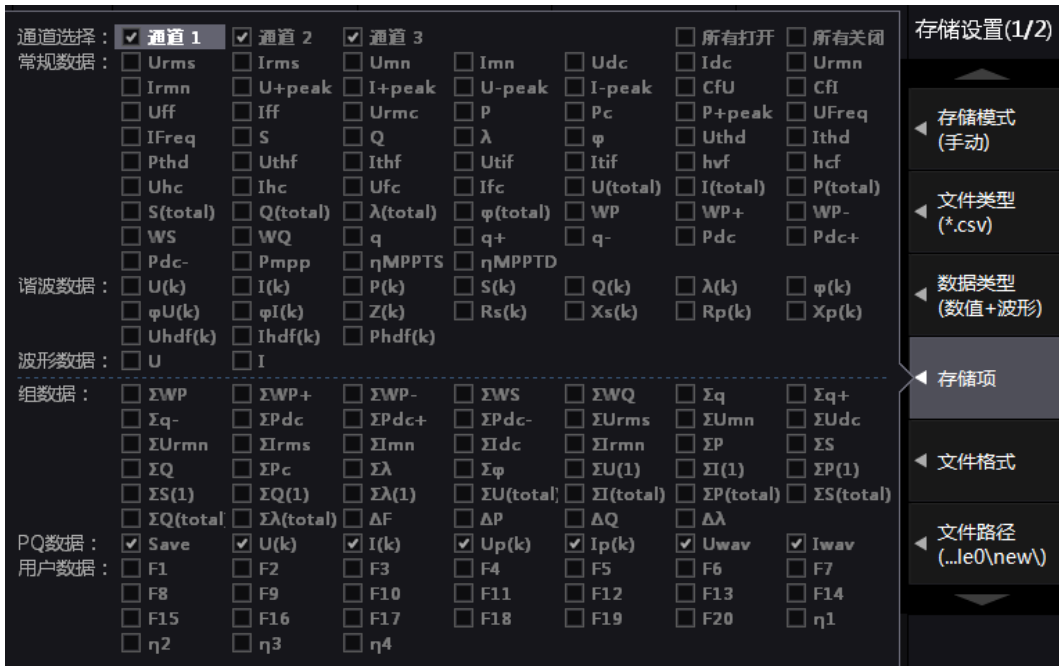 通道选择： 通道 1 通道 2 通道 3 所有打开 所有关闭
常规数据： Urms Irms Umn Imn Udc Idc Urmn
Irmn U+peak I+peak U-peak I-peak CfU CfI
Uff Iff Urmc P Pc P+peak UFreq
IFreq S Q λ φ Uthd Ithd
Pthd Uthf Ithf Utif Itif hvf hcf
Uhc Ihc Ufc Ifc U(total) I(total) P(total)
S(total) Q(total) λ(total) φ(total) WP WP+ WP-
WS WQ q q+ q- Pdc Pdc+
Pdc- Pmpp ηMPPTS ηMPPTD
谐波数据： U(k) I(k) P(k) S(k) Q(k) λ(k) φ(k)
φU(k) φI(k) Z(k) Rs(k) Xs(k) Rp(k) Xp(k)
Uhdf(k) Ihdf(k) Phdf(k)
波形数据： U I
组数据： ΣWP ΣWP+ ΣWP- ΣWS ΣWQ Σq Σq+
Σq- ΣPdc ΣPdc+ ΣPdc- ΣUrms ΣUmn ΣUdc
ΣUrmn ΣIrms ΣImn ΣIdc ΣIrmn ΣP ΣS
ΣQ ΣPc Σλ Σφ ΣU(1) ΣI(1) ΣP(1)
ΣS(1) ΣQ(1) Σλ(1) ΣU(total) ΣI(total) ΣP(total) ΣS(total)
ΣQ(total Σλ(total) ΔF ΔP ΔQ Δλ
PQ数据： Save U(k) I(k) Up(k) Ip(k) Uwav Iwav
用户数据： F1 F2 F3 F4 F5 F6 F7
F8 F9 F10 F11 F12 F13 F14
F15 F16 F17 F18 F19 F20 η1
η2 η3 η4
存储设置(1/2)
存储模式
(手动)
文件类型
(*.csv)
数据类型
(数值+波形)
存储项
文件格式
文件路径
(...le0\new\)